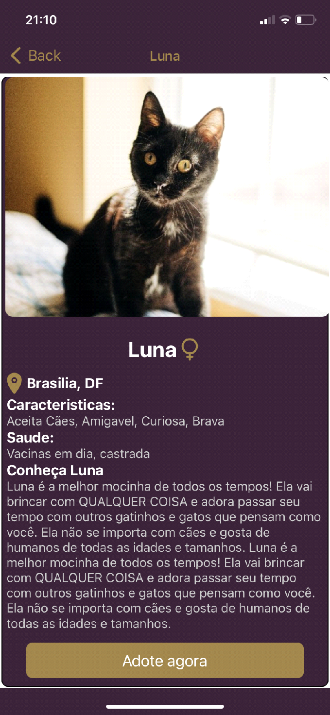 21:10
Back
Luna
Luna
Brasilia, DF
Caracteristicas:
Aceita Cães, Amigavel, Curiosa, Brava
Saude:
Vacinas em dia, castrada
Conheça Luna
Luna é a melhor mocinha de todos os tempos! Ela vai
brincar com QUALQUER COISA e adora passar seu
tempo com outros gatinhos e gatos que pensam como
você. Ela não se importa com cães e gosta de
humanos de todas as idades e tamanhos. Luna é a
melhor mocinha de todos os tempos! Ela vai brincar
com QUALQUER COISA e adora passar seu tempo
com outros gatinhos e gatos que pensam como você.
Ela não se importa com cães e gosta de humanos de
todas as idades e tamanhos.
Adote agora